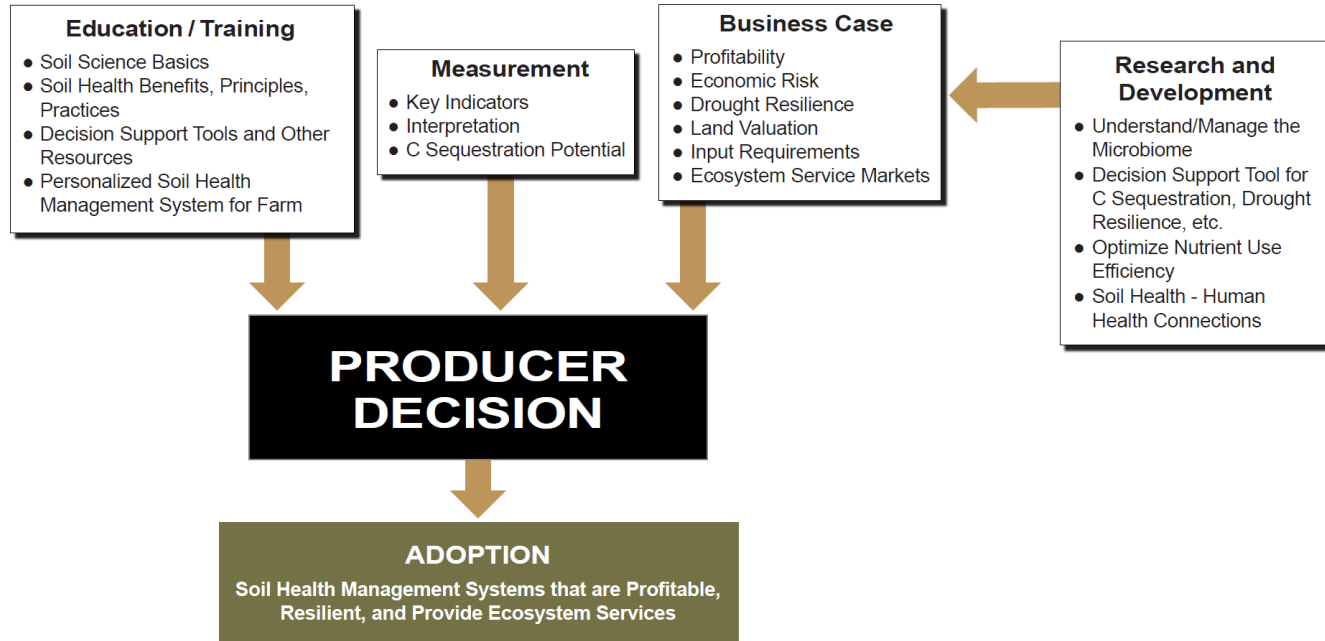 Education / Training
● Soil Science Basics
● Soil Health Benefits, Principles,
Practices
● Decision Support Tools and Other
Resources
● Personalized Soil Health
Management System for Farm
Measurement
● Key Indicators
● Interpretation
● C Sequestration Potential
Business Case
● Profitability
● Economic Risk
● Drought Resilience
● Land Valuation
● Input Requirements
● Ecosystem Service Markets
Research and
Development
● Understand/Manage the
Microbiome
● Decision Support Tool for
C Sequestration, Drought
Resilience, etc.
● Optimize Nutrient Use
Efficiency
● Soil Health - Human
Health Connections
PRODUCER
DECISION
ADOPTION
Soil Health Management Systems that are Profitable,
Resilient, and Provide Ecosystem Services